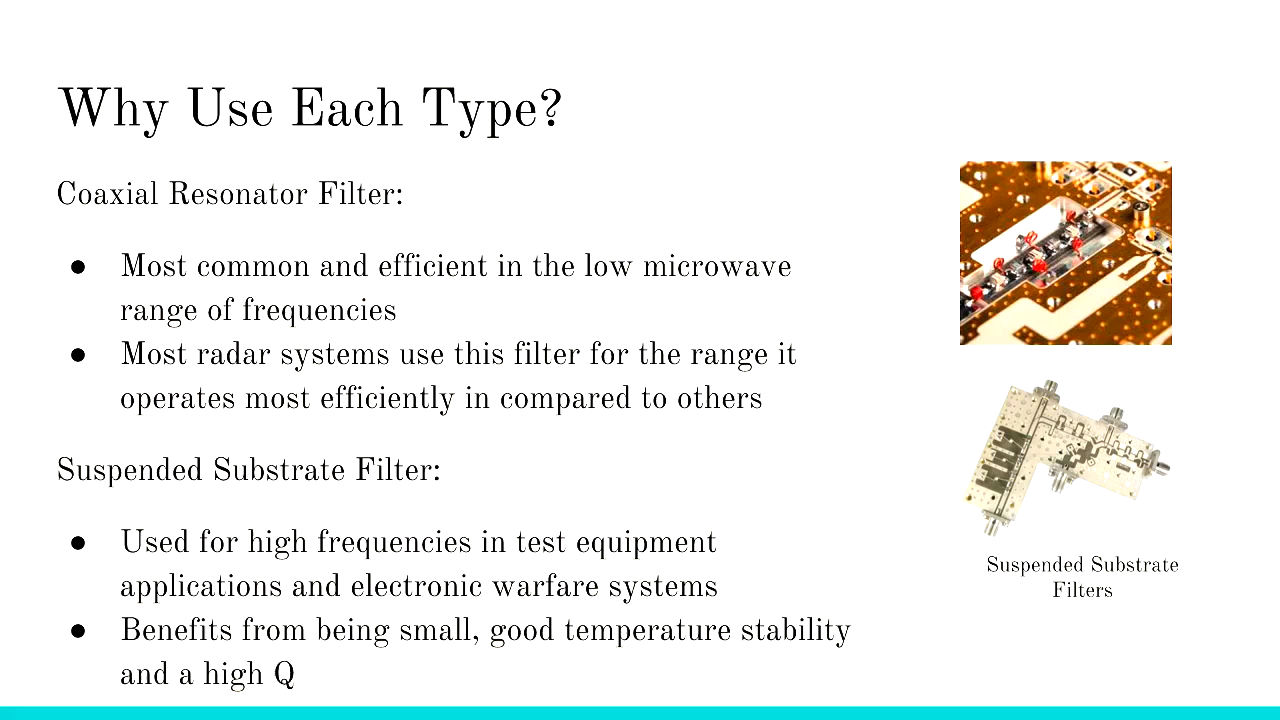 Why Use Each Type?
Coaxial Resonator Filter:
● Most common and efficient in the low microwave
range of frequencies
● Most radar systems use this filter for the range it
operates most efficiently in compared to others
Suspended Substrate Filter:
● Used for high frequencies in test equipment
applications and electronic warfare systems
● Benefits from being small, good temperature stability
and a high Q
Suspended Substrate
Filters